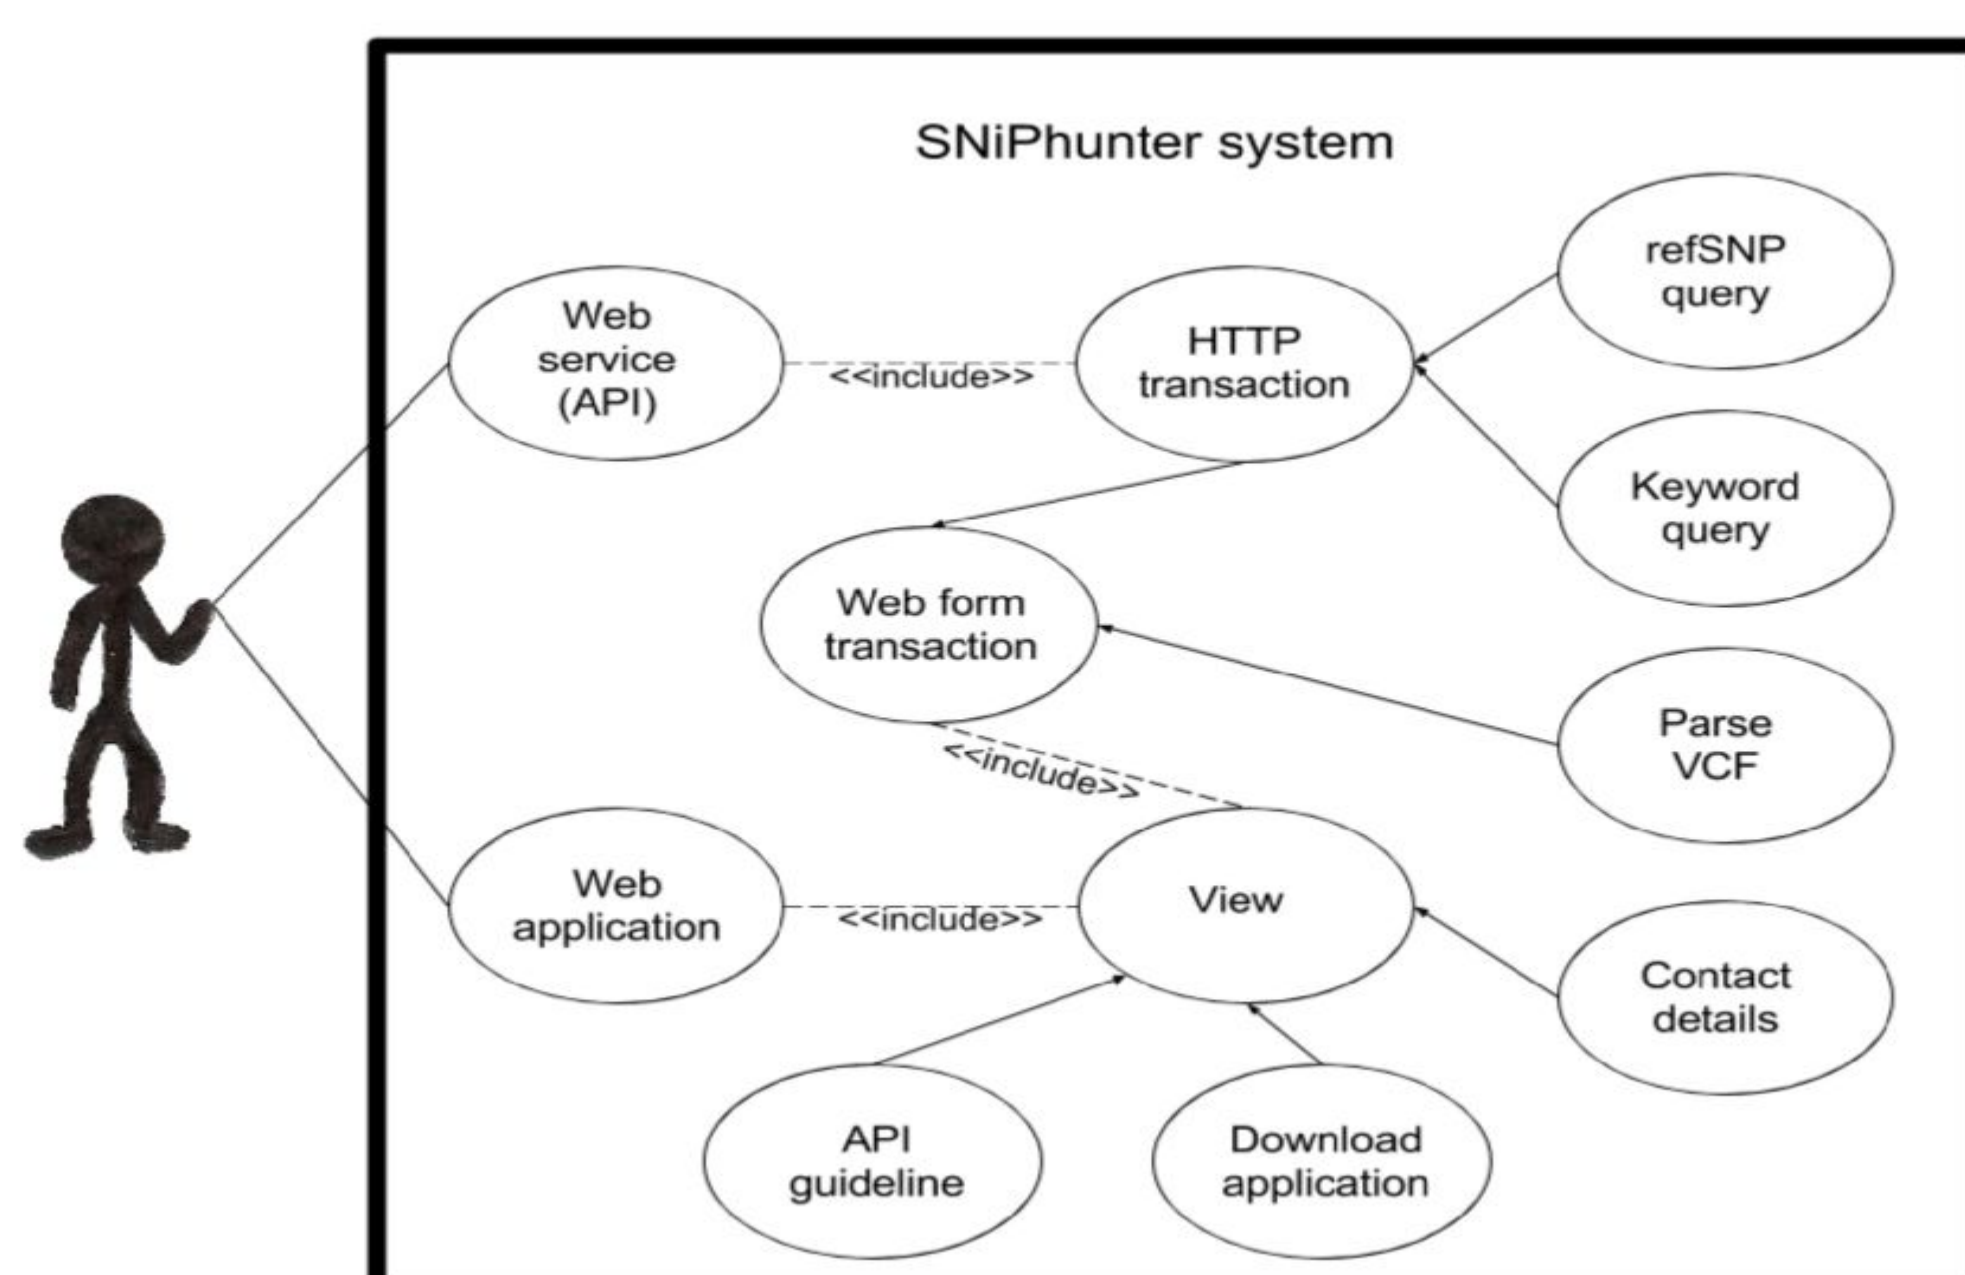 SNiPhunter system
refSNP
query
Web
service
(API)
<<include>>
HTTP
transaction
Keyword
query
Web form
transaction
Parse
VCF
<<include>>
Web
application
<<include>>
View
Contact
details
API
guideline
Download
application